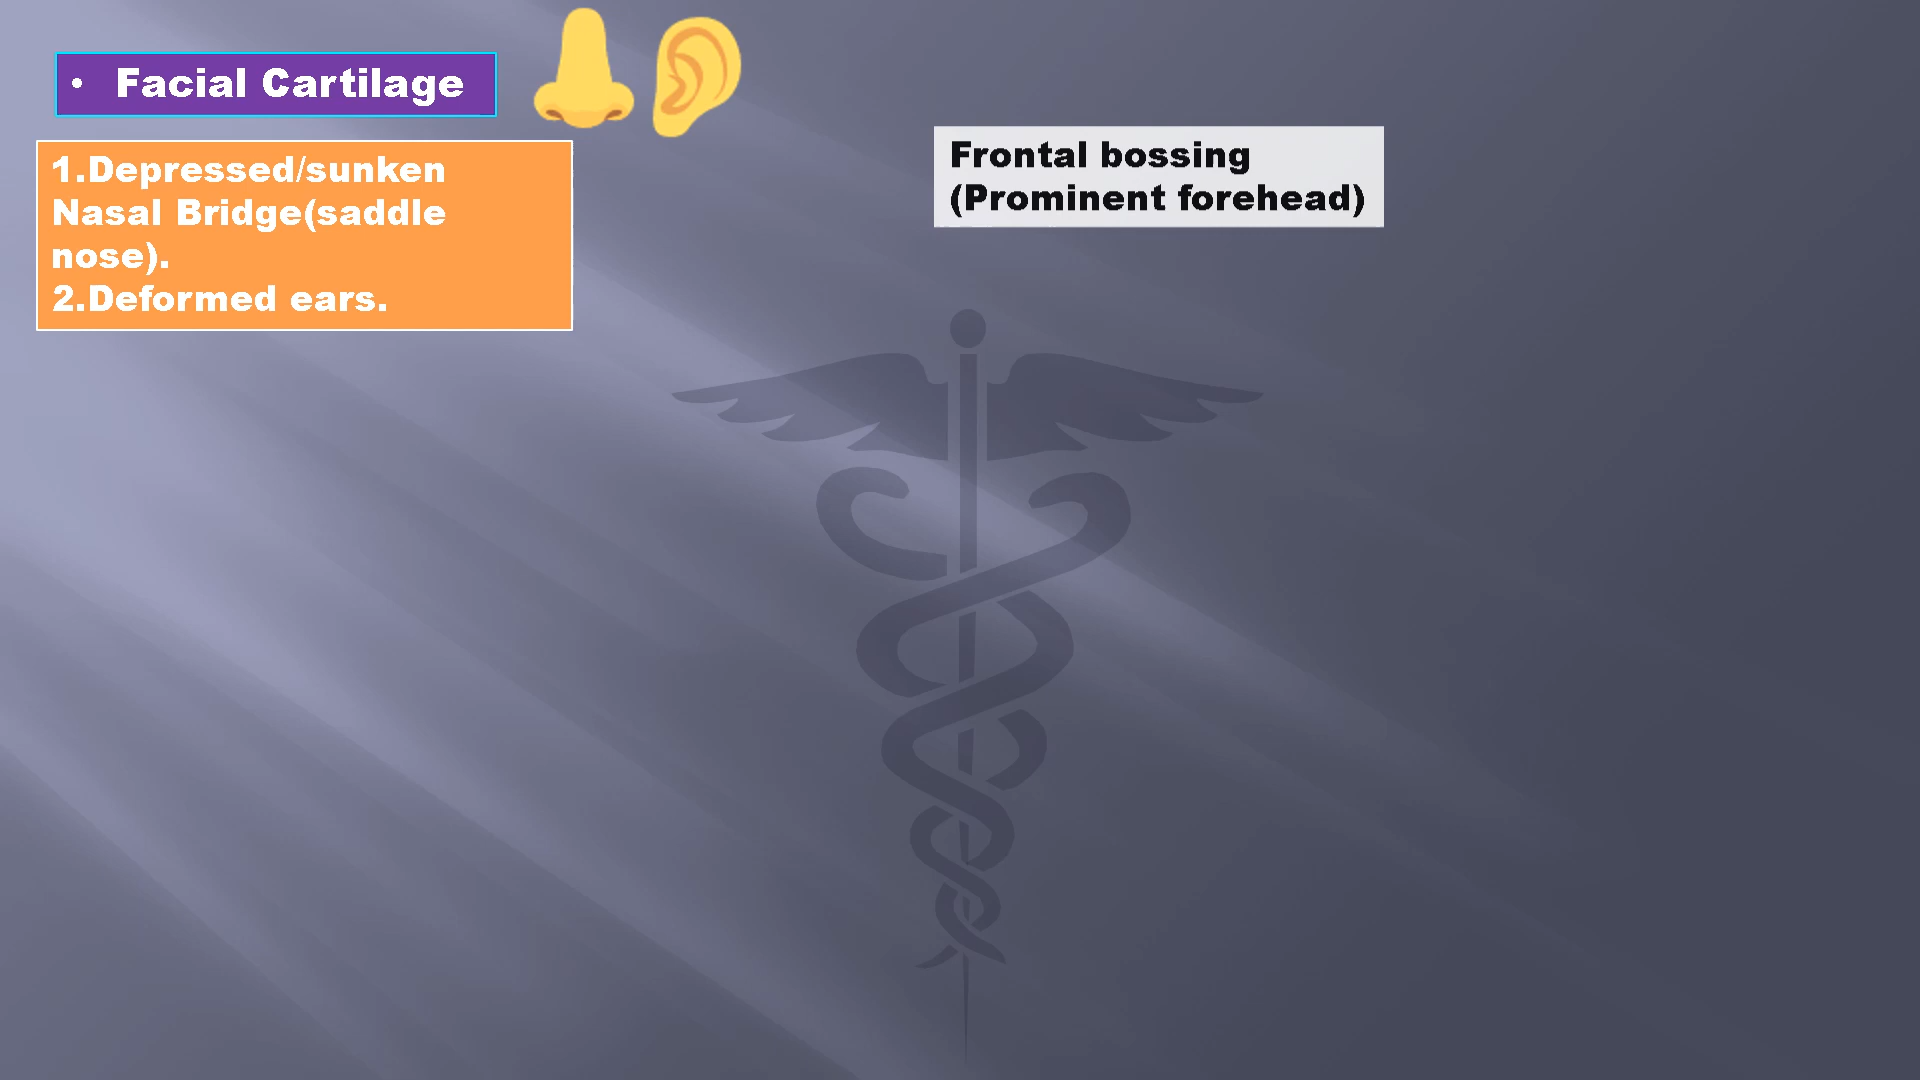 • Facial Cartilage
1.Depressed/sunken
Nasal Bridge(saddle
nose).
2.Deformed ears.
Frontal bossing
(Prominent forehead)